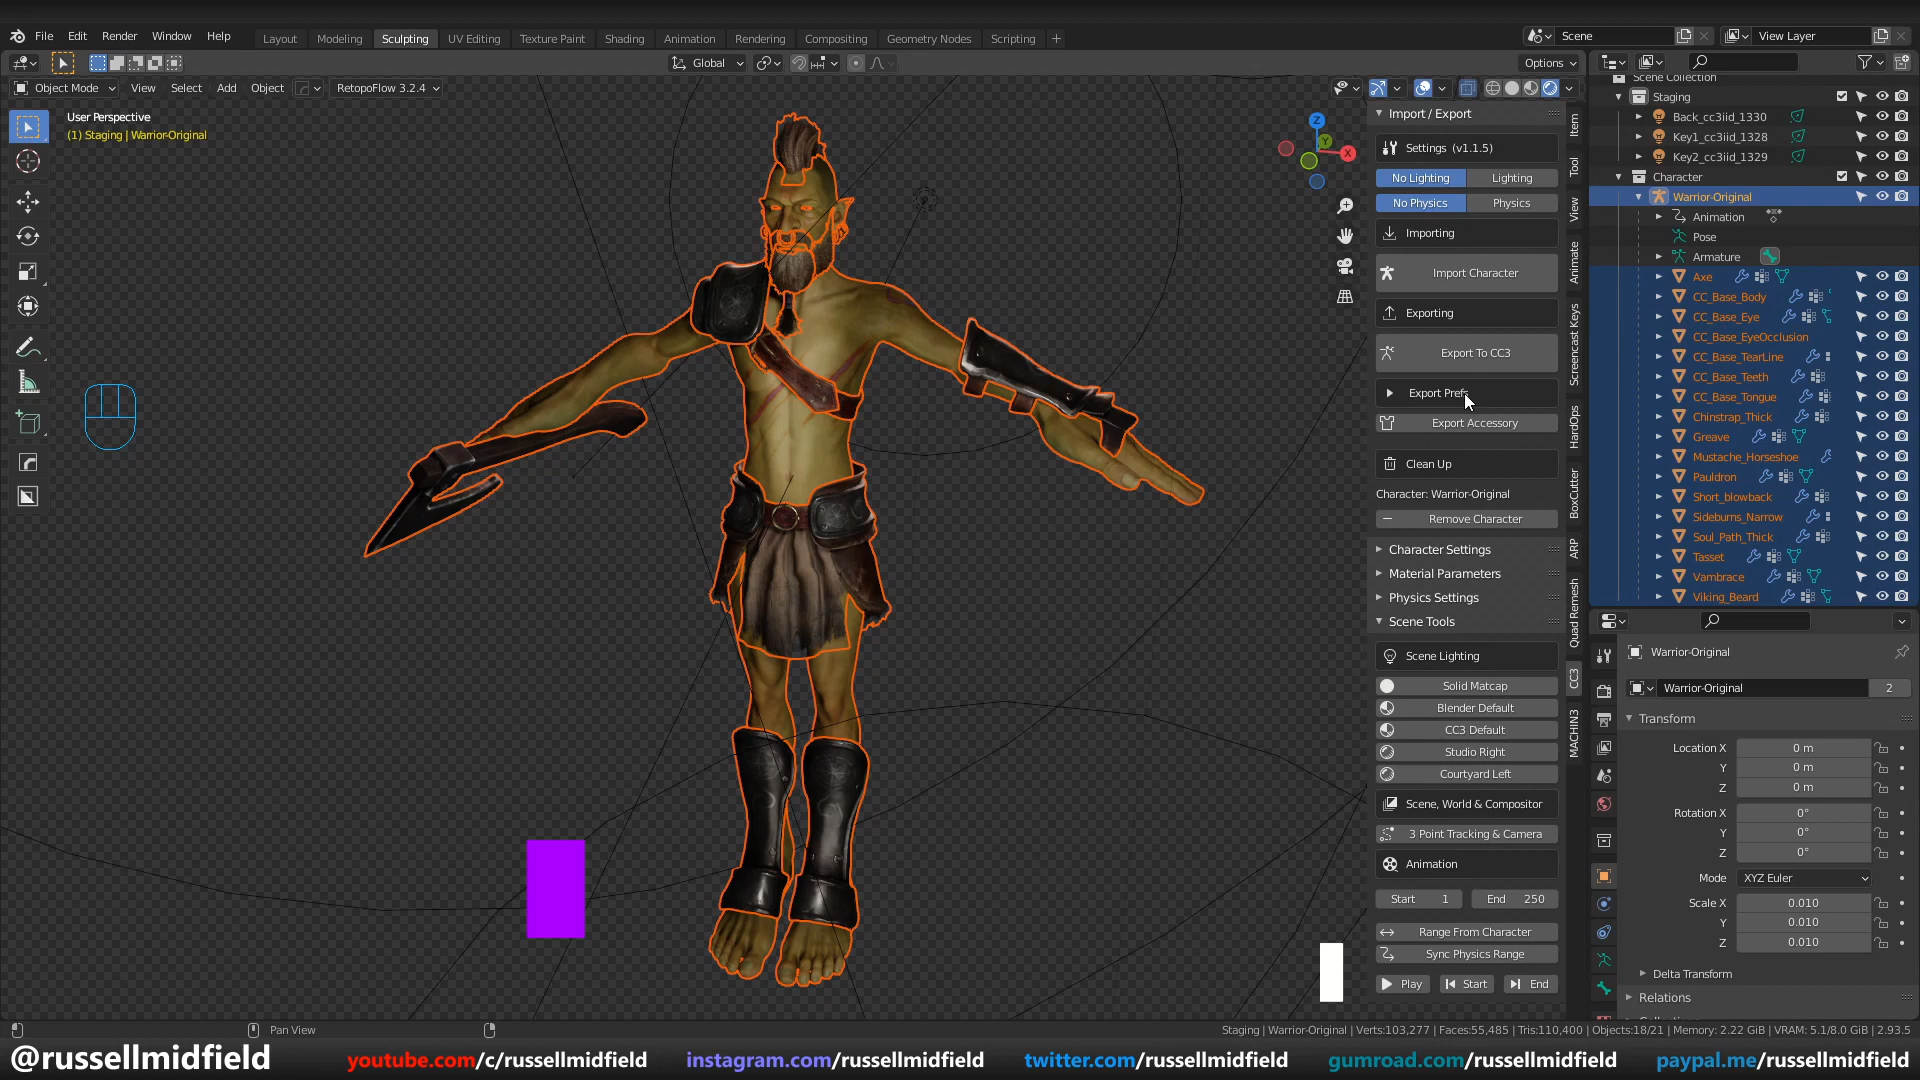 File Edit Render Window Help
Layout Modeling Sculpting UV Editing Texture Paint Shading Animation Rendering Compositing Geometry Nodes Scripting +
Scene
View Layer
Global
Options
Object Mode View Select Add Object RetopoFlow 3.2.4
User Perspective
(1) Staging | Warrior-Original
Z
Y
X
Import / Export
Settings (v1.1.5)
No Lighting Lighting
No Physics Physics
Importing
Import Character
Exporting
Export To CC3
Export Prefs
Export Accessory
Clean Up
Character: Warrior-Original
Remove Character
Character Settings
Material Parameters
Physics Settings
Scene Tools
Scene Lighting
Solid Matcap
Blender Default
CC3 Default
Studio Right
Courtyard Left
Scene, World & Compositor
3 Point Tracking & Camera
Animation
Start 1 End 250
Range From Character
Sync Physics Range
Play Start End
Item
Tool
View
Animate
Screencast Keys
HardOps
BoxCutter
ARP
Quad Remesh
CC3
MACHIN3
Scene Collection
Staging
Back_cc3iid_1330
Key1_cc3iid_1328
Key2_cc3iid_1329
Character
Warrior-Original
Animation
Pose
Armature
Axe
CC_Base_Body
CC_Base_Eye
CC_Base_EyeOcclusion
CC_Base_TearLine
CC_Base_Teeth
CC_Base_Tongue
Chinstrap_Thick
Greave
Mustache_Horseshoe
Pauldron
Short_blowback
Sideburns_Narrow
Soul_Path_Thick
Tasset
Vambrace
Viking_Beard
Warrior-Original
Warrior-Original 2
Transform
Location X 0 m
Y 0 m
Z 0 m
Rotation X 0°
Y 0°
Z 0°
Mode XYZ Euler
Scale X 0.010
Y 0.010
Z 0.010
Delta Transform
Relations
Pan View
Staging | Warrior-Original | Verts:103,277 | Faces:55,485 | Tris:110,400 | Objects:18/21 | Memory: 2.22 GiB | VRAM: 5.1/8.0 GiB | 2.93.5
@russellmidfield youtube.com/c/russellmidfield instagram.com/russellmidfield twitter.com/russellmidfield gumroad.com/russellmidfield paypal.me/russellmidfield